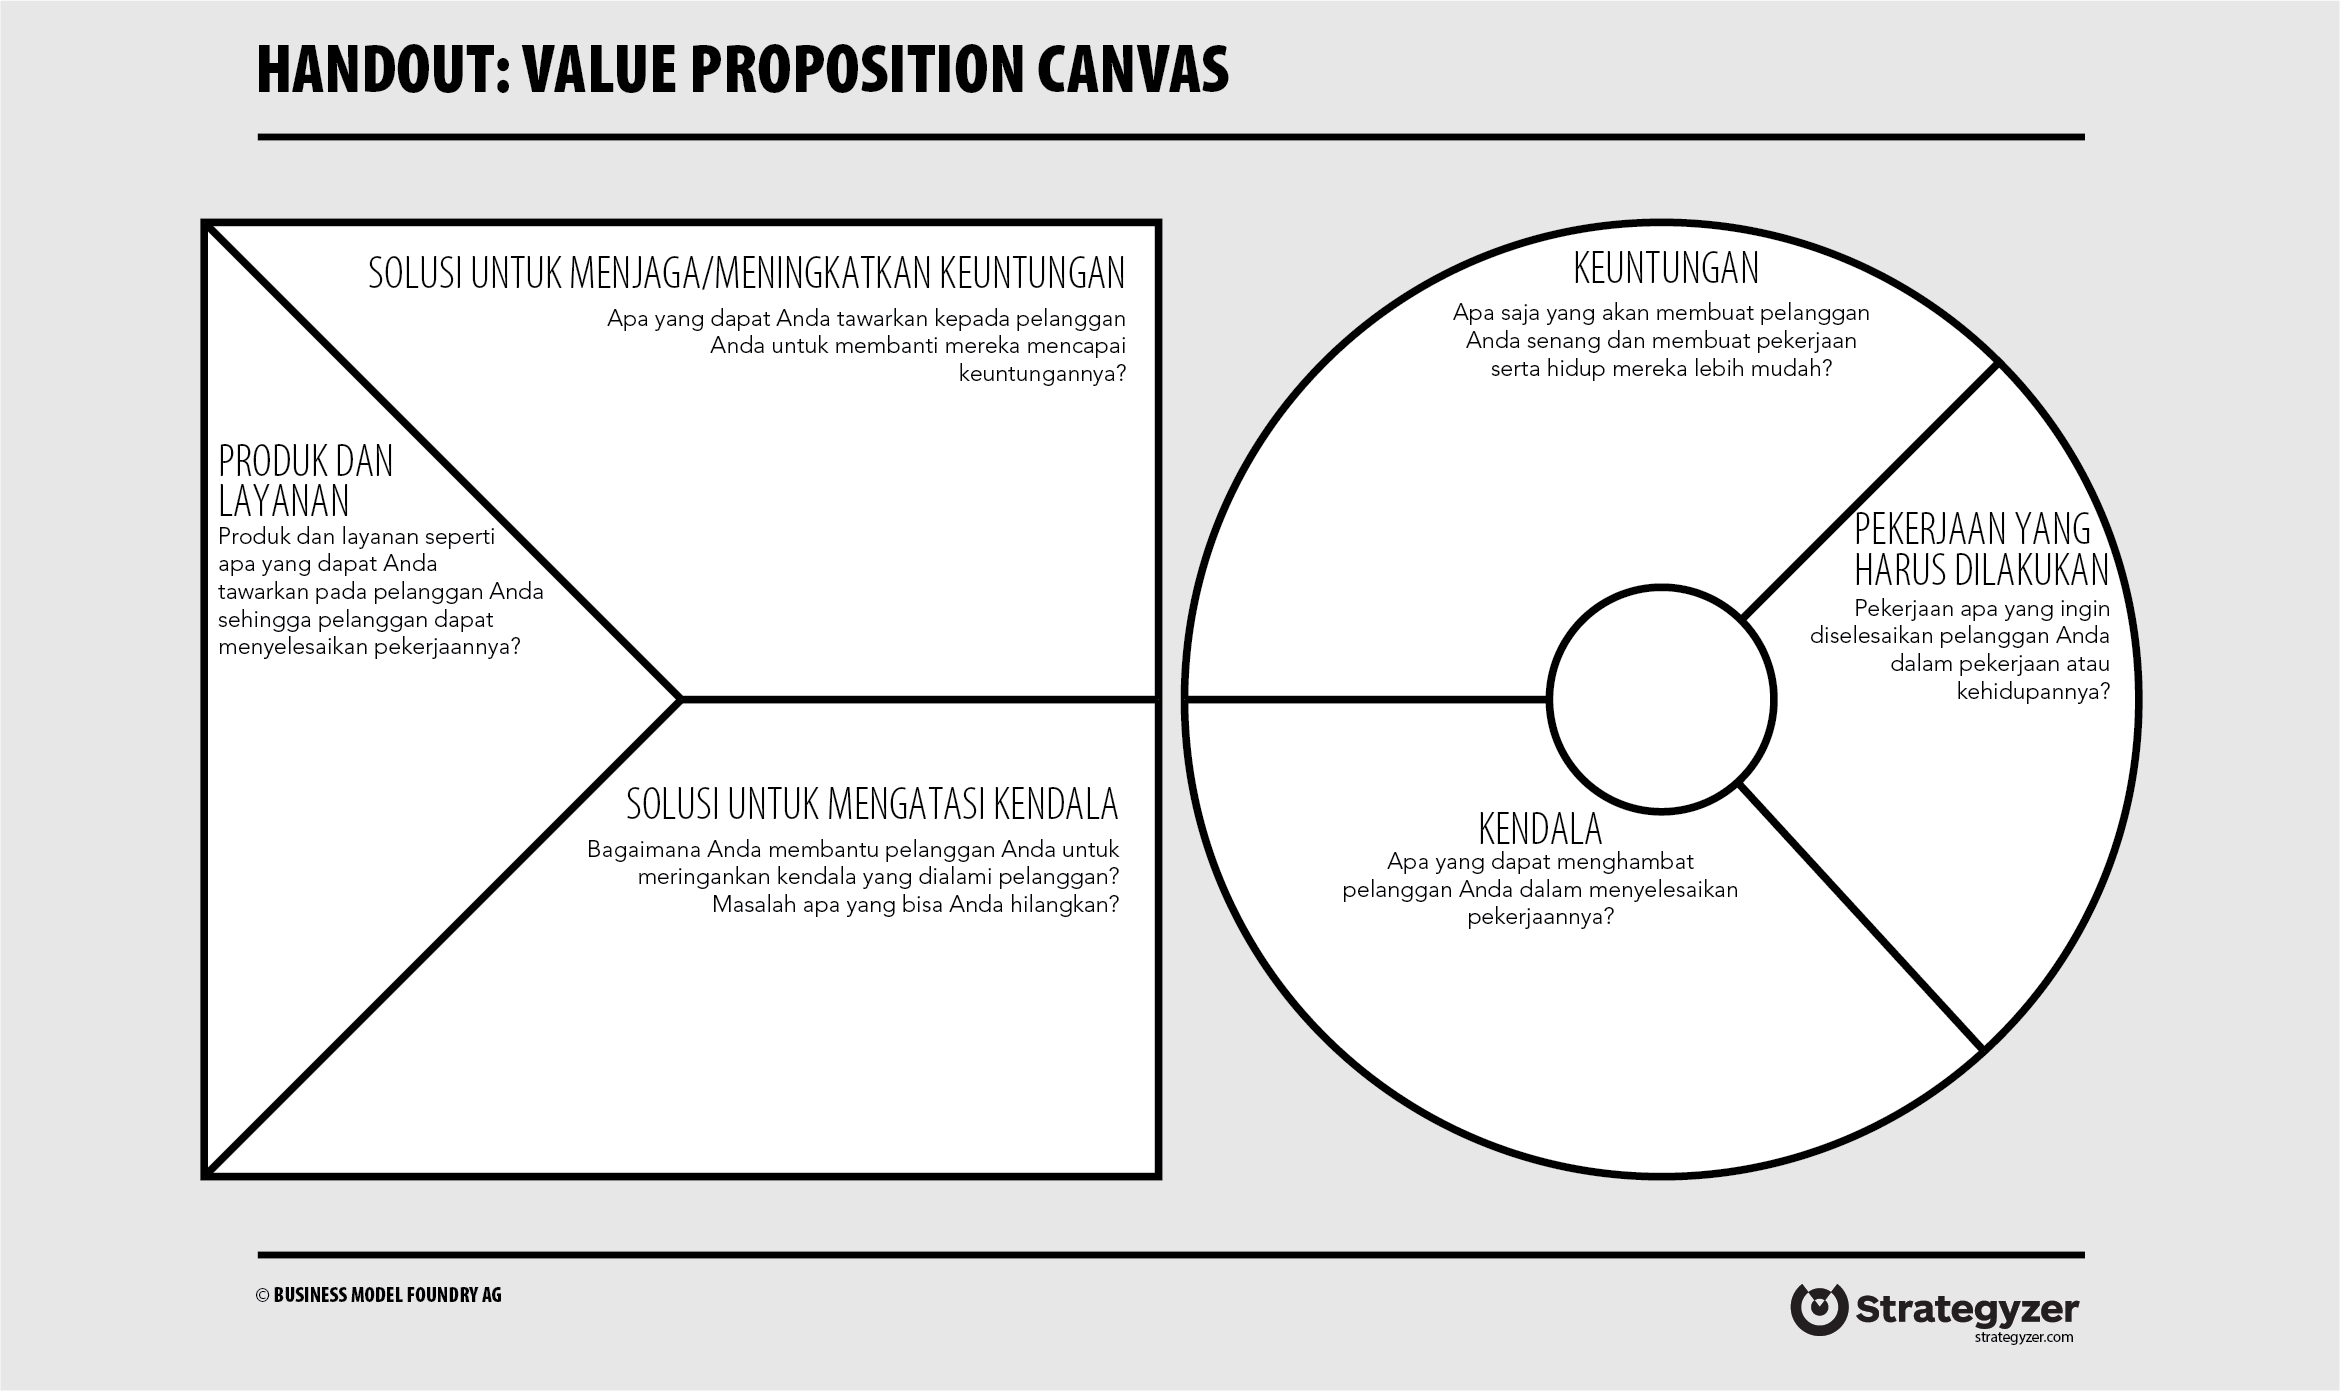 HANDOUT: VALUE PROPOSITION CANVAS
SOLUSI UNTUK MENJAGA/MENINGKATKAN KEUNTUNGAN
Apa yang dapat Anda tawarkan kepada pelanggan
Anda untuk membanti mereka mencapai
keuntungannya?
PRODUK DAN
LAYANAN
Produk dan layanan seperti
apa yang dapat Anda
tawarkan pada pelanggan Anda
sehingga pelanggan dapat
menyelesaikan pekerjaannya?
SOLUSI UNTUK MENGATASI KENDALA
Bagaimana Anda membantu pelanggan Anda untuk
meringankan kendala yang dialami pelanggan?
Masalah apa yang bisa Anda hilangkan?
KEUNTUNGAN
Apa saja yang akan membuat pelanggan
Anda senang dan membuat pekerjaan
serta hidup mereka lebih mudah?
PEKERJAAN YANG
HARUS DILAKUKAN
Pekerjaan apa yang ingin
diselesaikan pelanggan Anda
dalam pekerjaan atau
kehidupannya?
KENDALA
Apa yang dapat menghambat
pelanggan Anda dalam menyelesaikan
pekerjaannya?
© BUSINESS MODEL FOUNDRY AG
Strategyzer
strategyzer.com